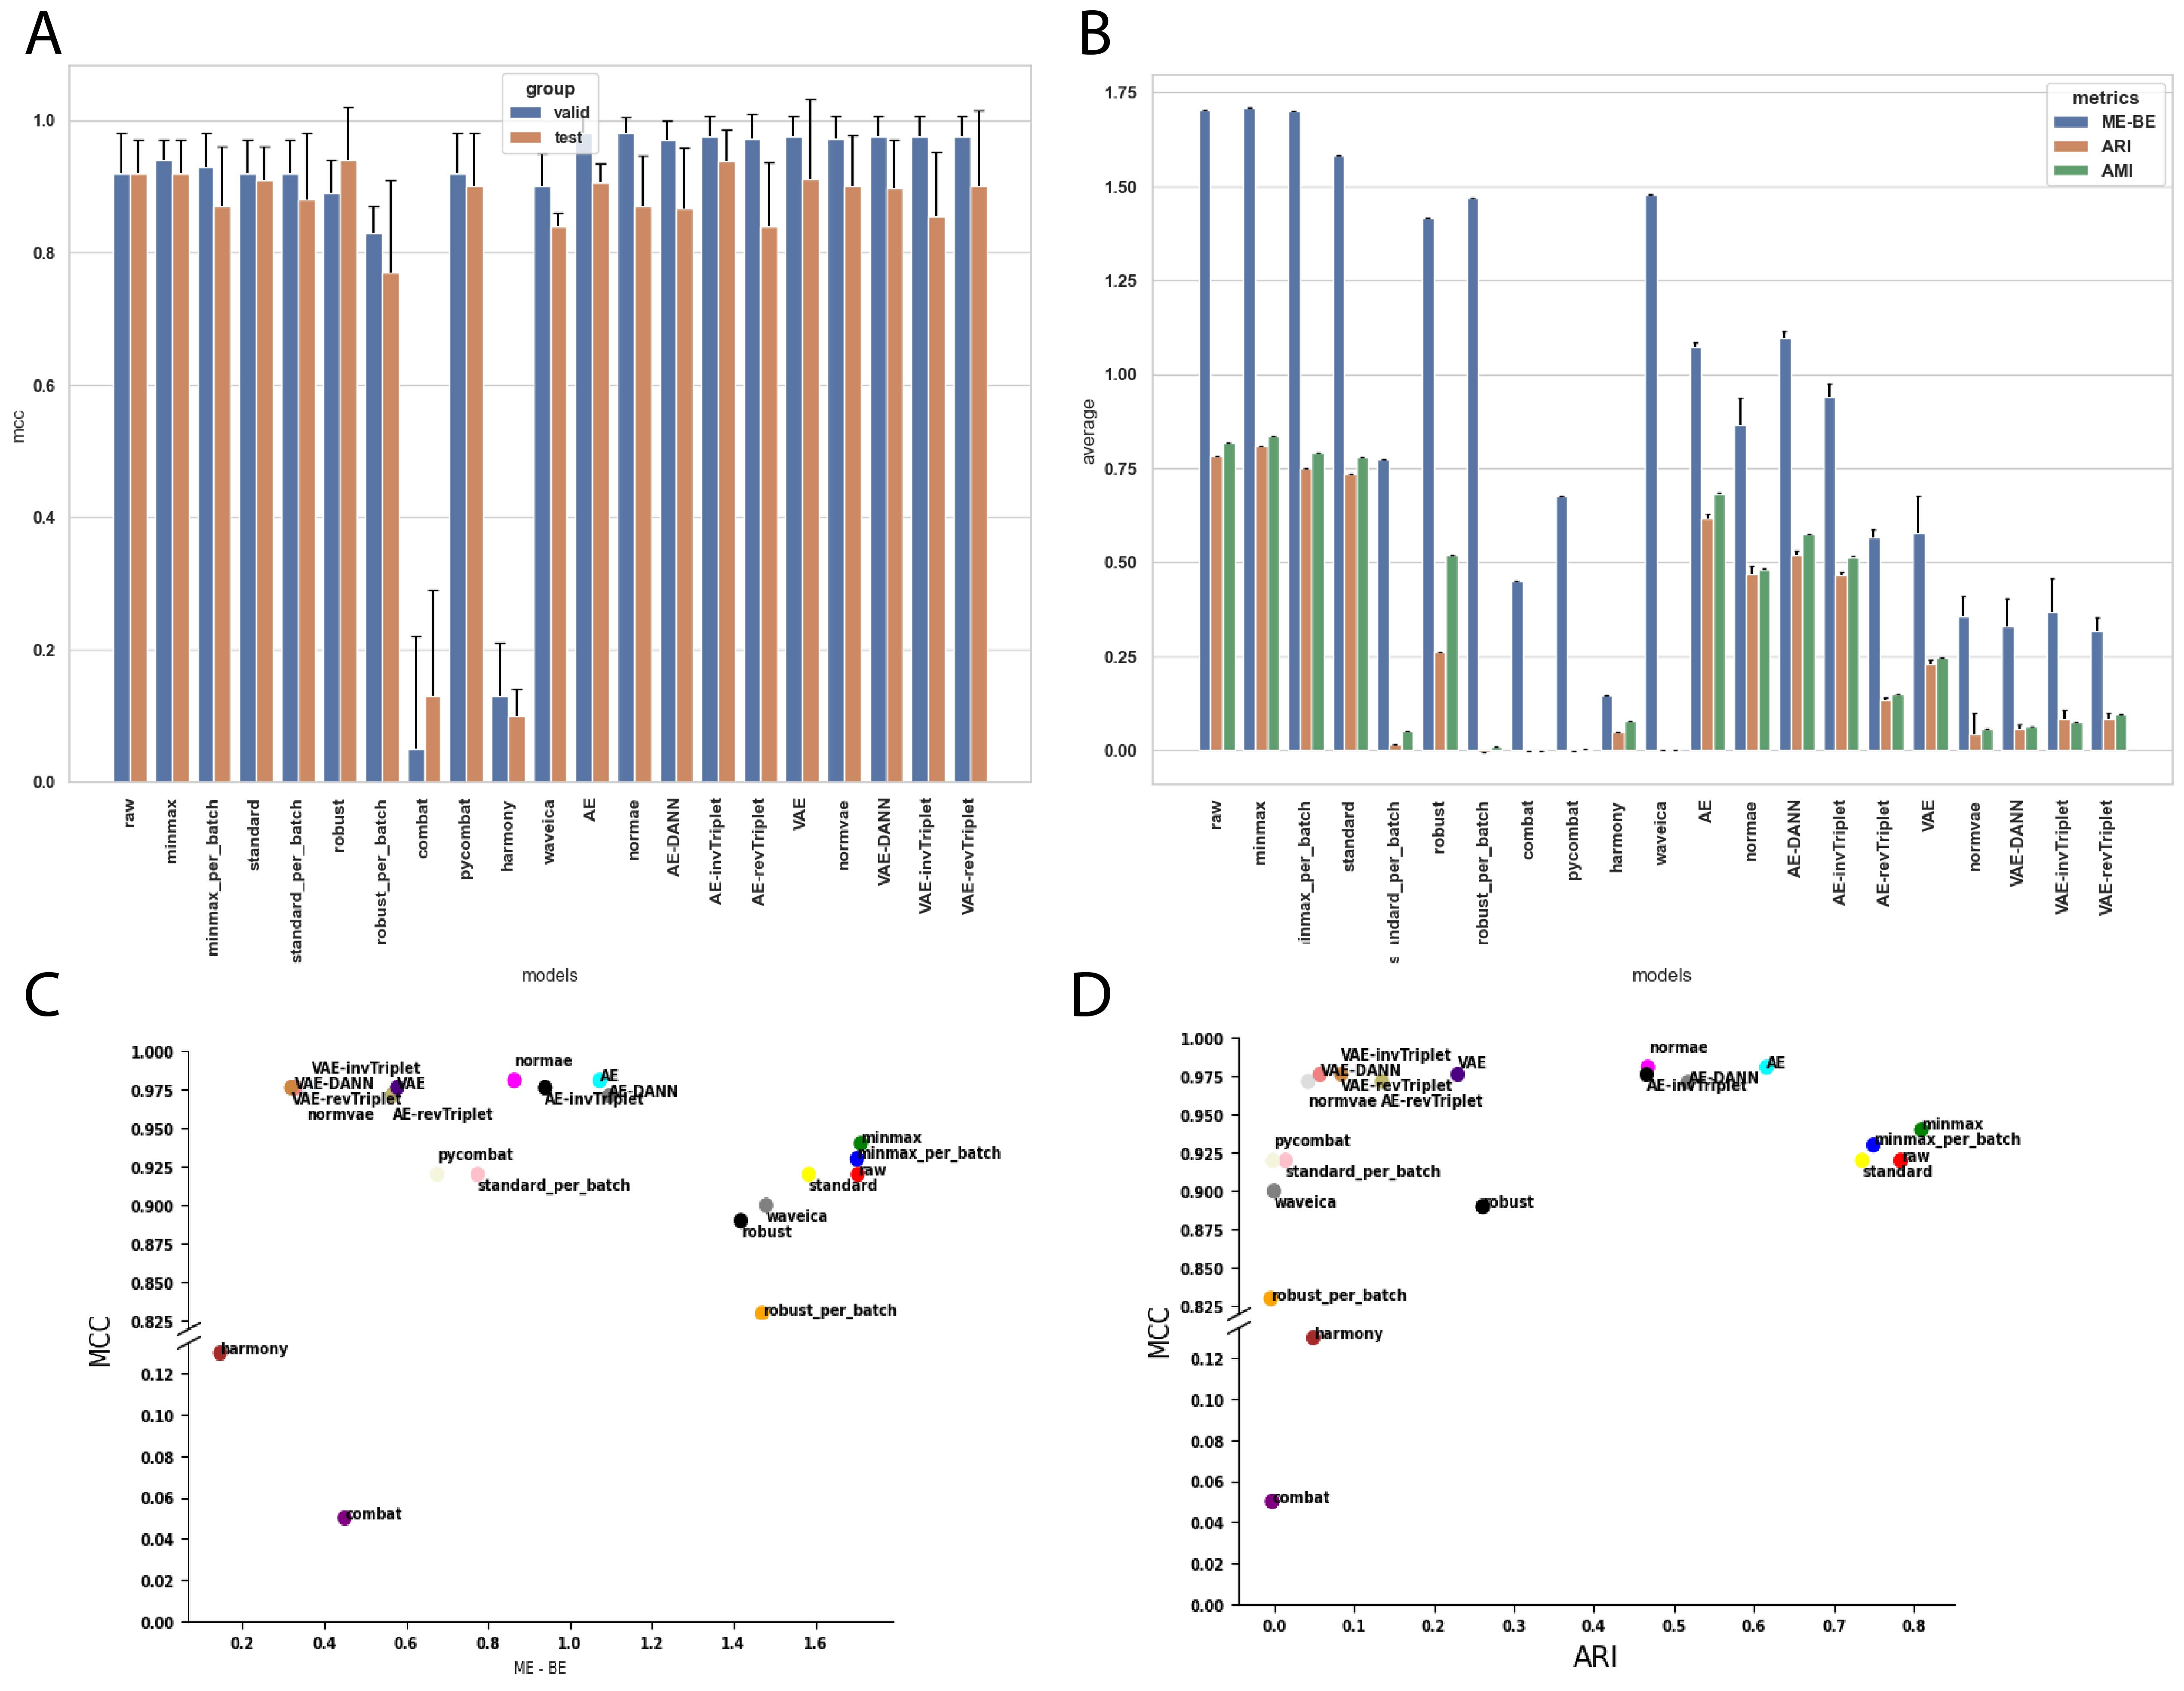 A
group
valid
test
1.0
0.8
0.6
0.4
0.2
0.0
mcc
raw
minmax
minmax_per_batch
standard
standard_per_batch
robust
robust_per_batch
combat
pycombat
harmony
waveica
AE
normae
AE-DANN
AE-invTriplet
AE-revTriplet
VAE
normvae
VAE-DANN
VAE-invTriplet
VAE-revTriplet
models
B
metrics
ME-BE
ARI
AMI
1.75
1.50
1.25
1.00
0.75
0.50
0.25
0.00
average
raw
minmax
inmax_per_batch
standard
s ndard_per_batch
robust
robust_per_batch
combat
pycombat
harmony
waveica
AE
normae
AE-DANN
AE-invTriplet
AE-revTriplet
VAE
normvae
VAE-DANN
VAE-invTriplet
VAE-revTriplet
models
C
1.000
0.975
0.950
0.925
0.900
0.875
0.850
0.825
0.12
0.10
0.08
0.06
0.04
0.02
0.00
MCC
VAE-invTriplet
VAE-DANN
VAE
VAE-revTriplet
normvae
AE-revTriplet
normae
AE
AE-DANN
AE-invTriplet
pycombat
standard_per_batch
minmax
minmax_per_batch
raw
standard
waveica
robust
robust_per_batch
harmony
combat
0.2
0.4
0.6
0.8
1.0
1.2
1.4
1.6
ME - BE
D
1.000
0.975
0.950
0.925
0.900
0.875
0.850
0.825
0.12
0.10
0.08
0.06
0.04
0.02
0.00
MCC
VAE-invTriplet
VAE-DANN
VAE
VAE-revTriplet
normvae
AE-revTriplet
normae
AE
AE-DANN
AE-invTriplet
pycombat
standard_per_batch
waveica
minmax
minmax_per_batch
raw
standard
robust
robust_per_batch
harmony
combat
0.0
0.1
0.2
0.3
0.4
0.5
0.6
0.7
0.8
ARI